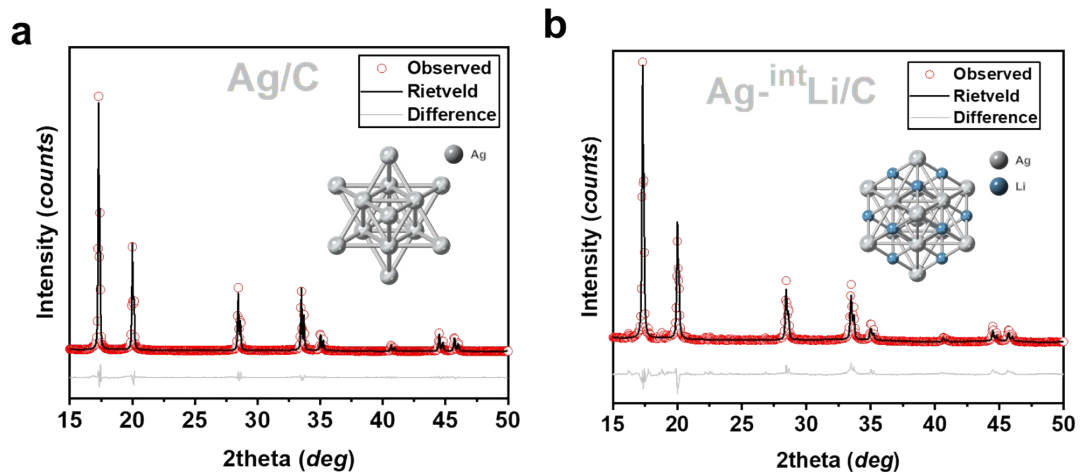 a
Ag/C
Observed
Rietveld
Difference
Ag
Intensity (counts)
15 20 25 30 35 40 45 50
2theta (deg)
b
Ag-intLi/C
Observed
Rietveld
Difference
Ag
Li
Intensity (counts)
15 20 25 30 35 40 45 50
2theta (deg)